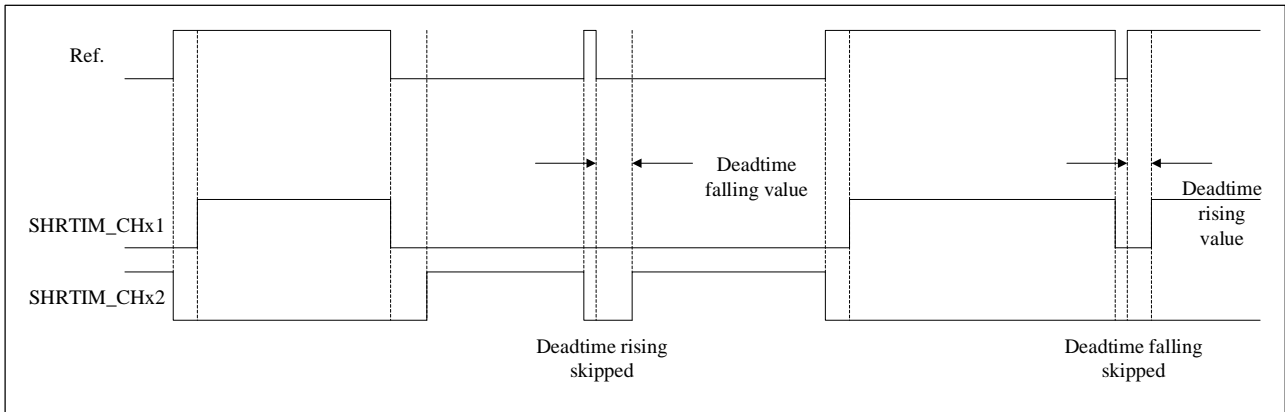 Ref.
Deadtime
falling value
Deadtime
rising
value
SHRTIM_CHx1
SHRTIM_CHx2
Deadtime rising
skipped
Deadtime falling
skipped